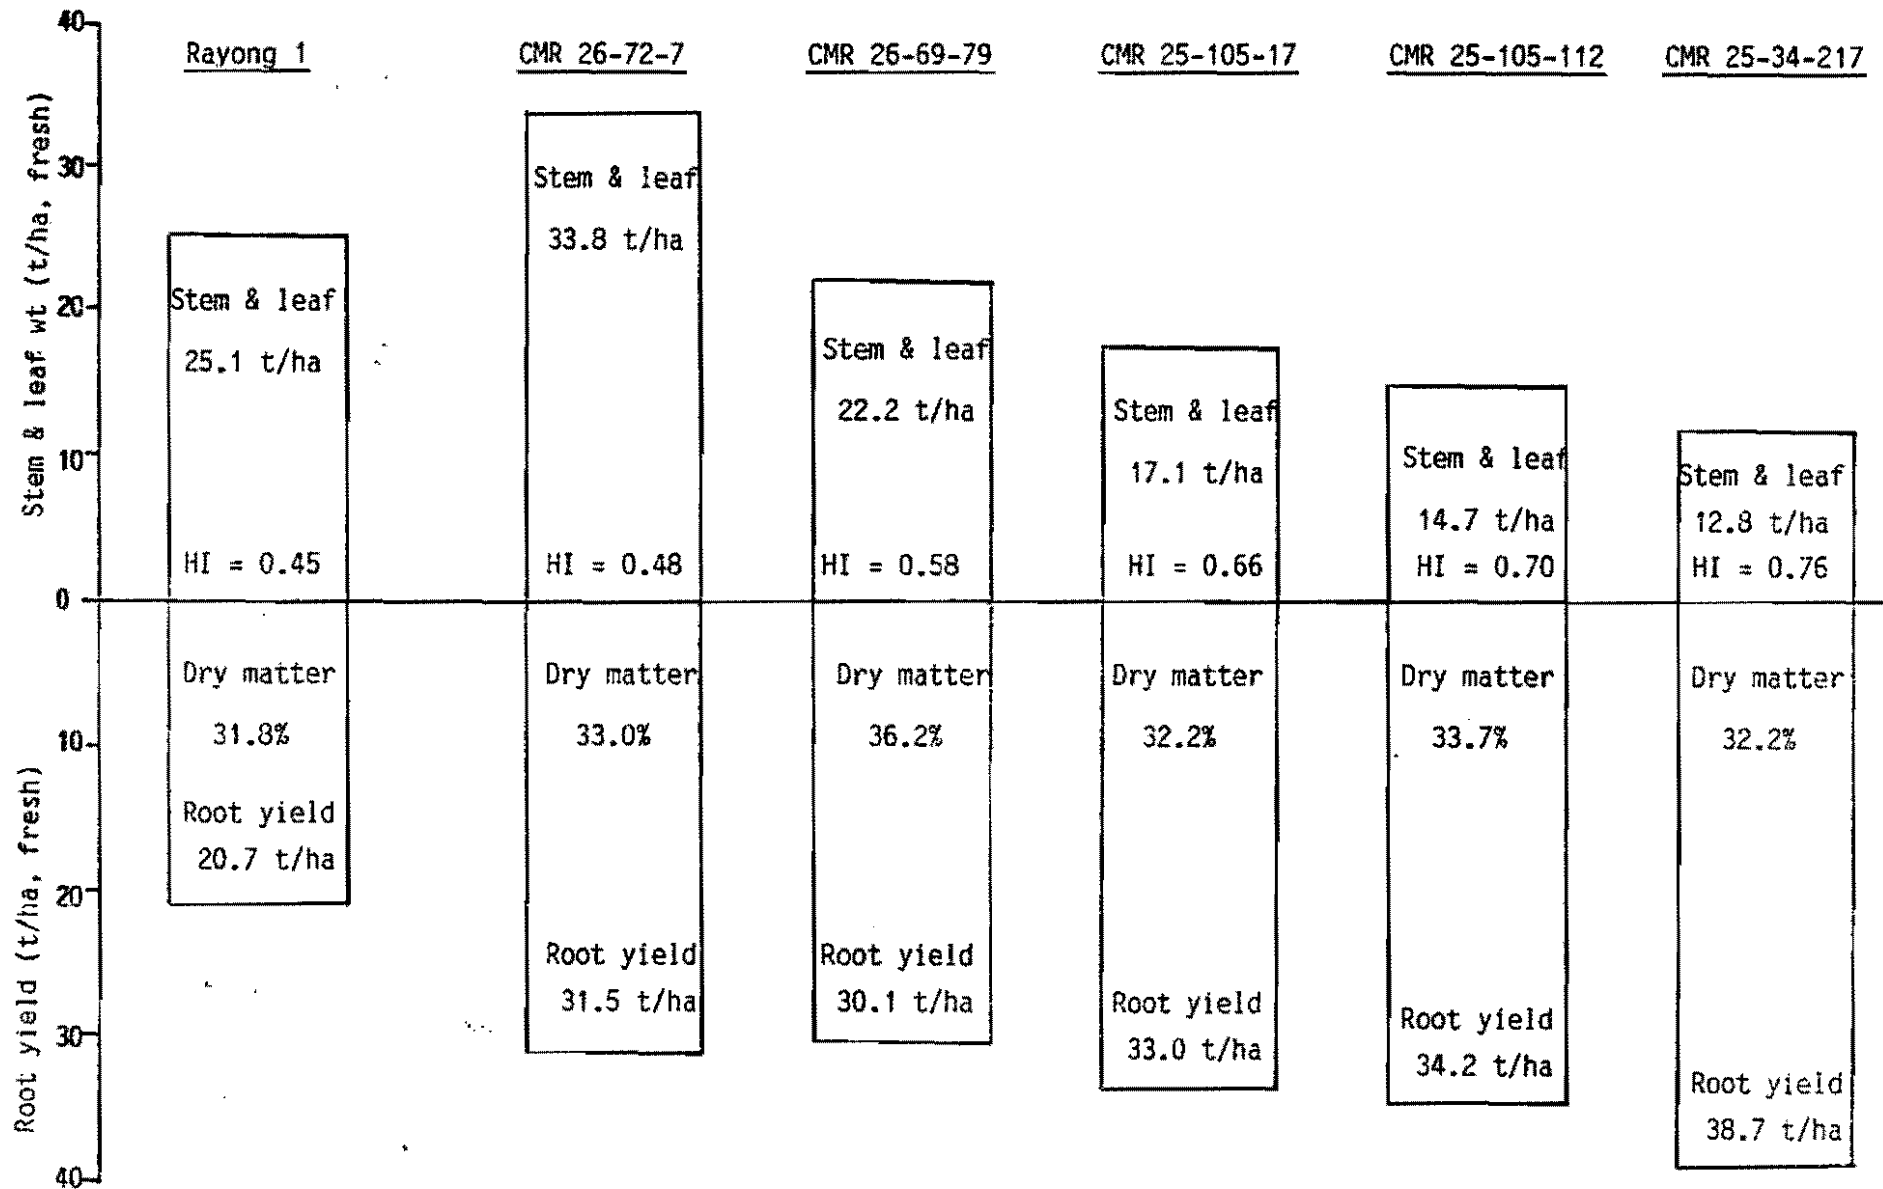 40
Rayong 1
CMR 26-72-7
CMR 26-69-79
CMR 25-105-17
CMR 25-105-112
CMR 25-34-217
Stem & leaf wt (t/ha, fresh)
30
20
10
0
Stem & leaf
25.1 t/ha
HI = 0.45
Stem & leaf
33.8 t/ha
HI = 0.48
Stem & leaf
22.2 t/ha
HI = 0.58
Stem & leaf
17.1 t/ha
HI = 0.66
Stem & leaf
14.7 t/ha
HI = 0.70
Stem & leaf
12.8 t/ha
HI = 0.76
Root yield (t/ha, fresh)
10
20
30
40
Dry matter
31.8%
Root yield
20.7 t/ha
Dry matter
33.0%
Root yield
31.5 t/ha
Dry matter
36.2%
Root yield
30.1 t/ha
Dry matter
32.2%
Root yield
33.0 t/ha
Dry matter
33.7%
Root yield
34.2 t/ha
Dry matter
32.2%
Root yield
38.7 t/ha